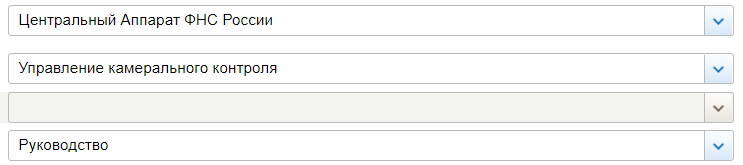 Центральный Аппарат ФНС России
Управление камерального контроля
Руководство